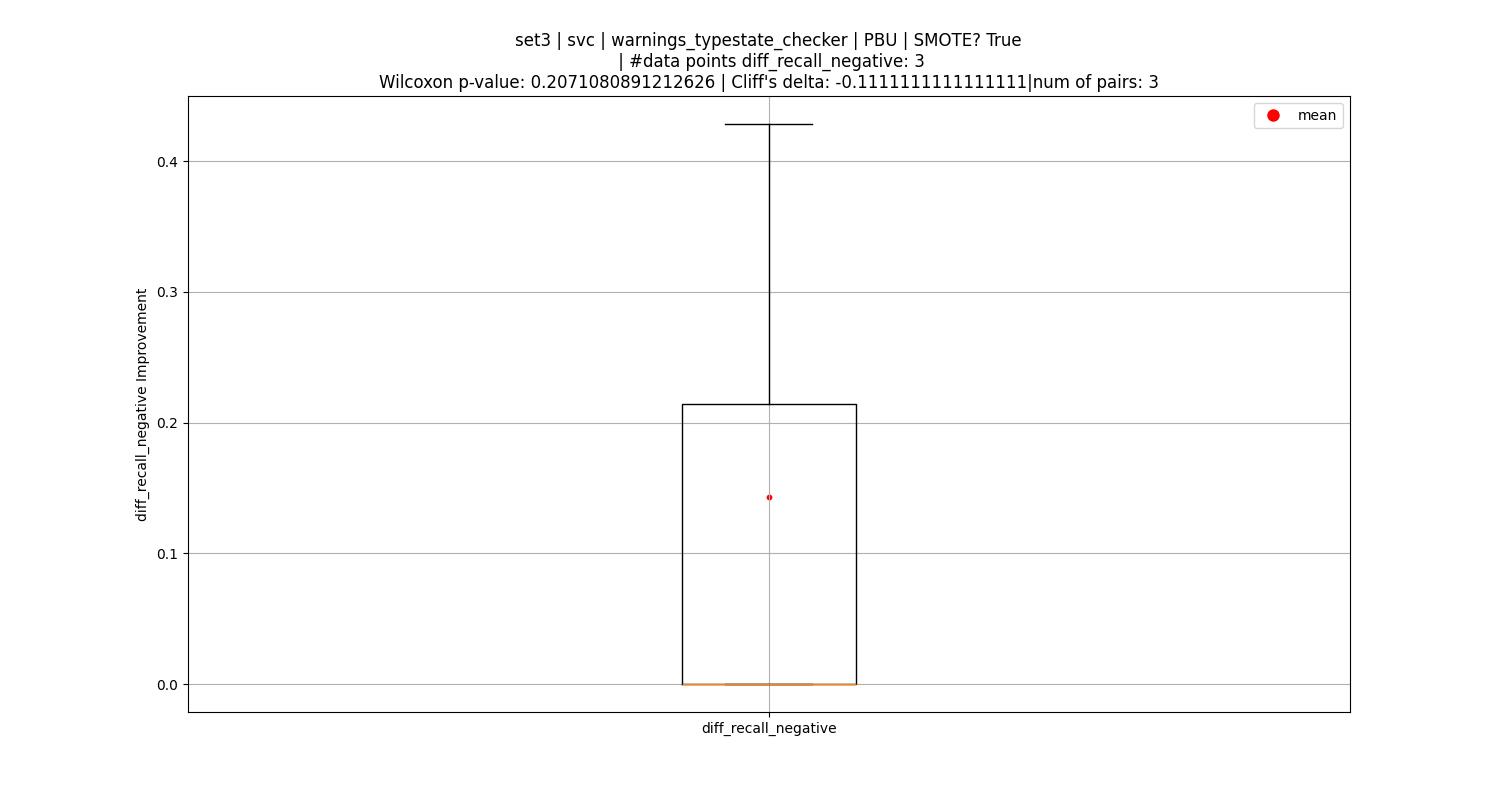 set3 | svc | warnings_typestate_checker | PBU | SMOTE? True
| #data points diff_recall_negative: 3
Wilcoxon p-value: 0.2071080891212626 | Cliff's delta: -0.1111111111111111|num of pairs: 3
mean
0.4
0.3
0.2
0.1
0.0
diff_recall_negative Improvement
diff_recall_negative